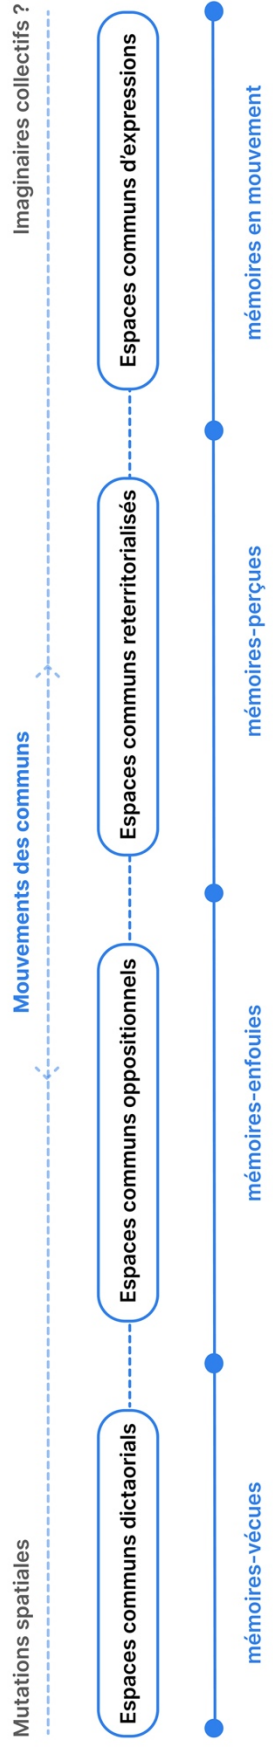 Mutations spatiales
Mouvements des communs
Imaginaires collectifs ?
Espaces communs dictaorials
Espaces communs oppositionnels
Espaces communs reterritorialisés
Espaces communs d'expressions
mémoires-vécues
mémoires-enfouies
mémoires-perçues
mémoires en mouvement